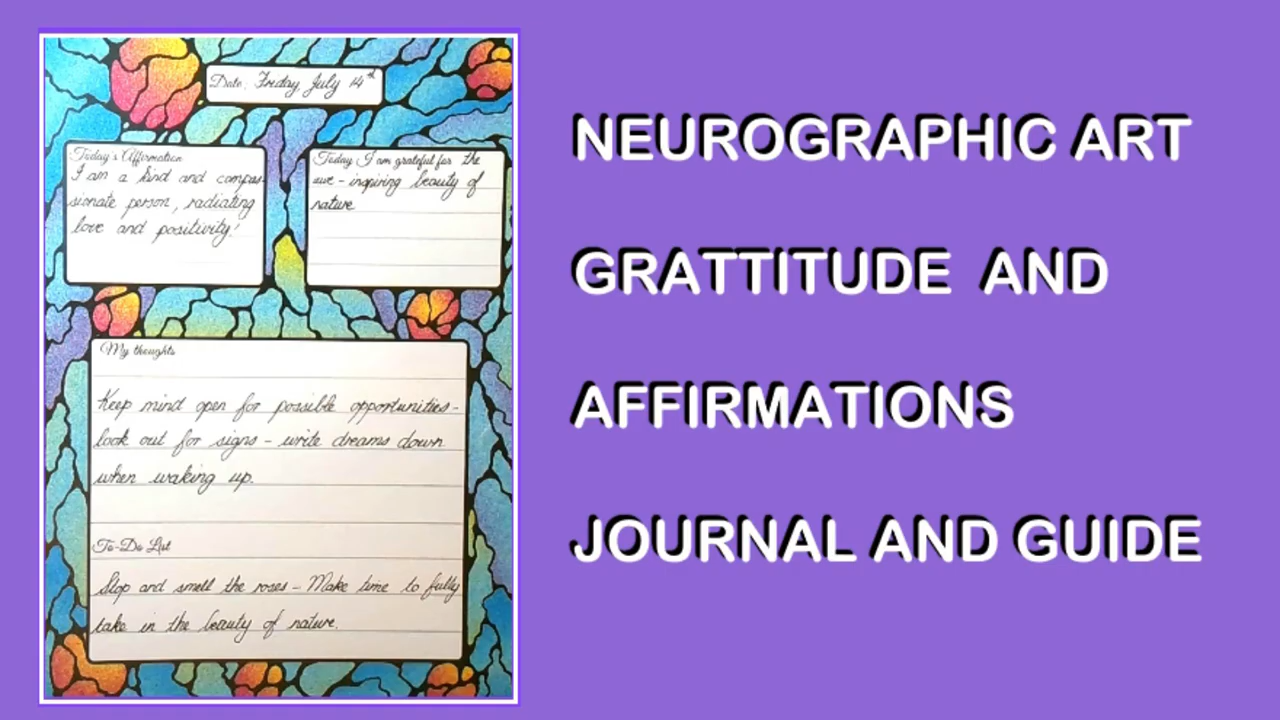 Date: Friday, July 14th
Today's Affirmation
I am a kind and compas-
sionate person, radiating
love and positivity!
Today I am grateful for the
awe-inspiring beauty of
nature
My thoughts
Keep mind open for possible opportunities-
look out for signs - write dreams down
when waking up.
To-Do List
Stop and smell the roses - Make time to fully
take in the beauty of nature.
NEUROGRAPHIC ART
GRATTITUDE AND
AFFIRMATIONS
JOURNAL AND GUIDE